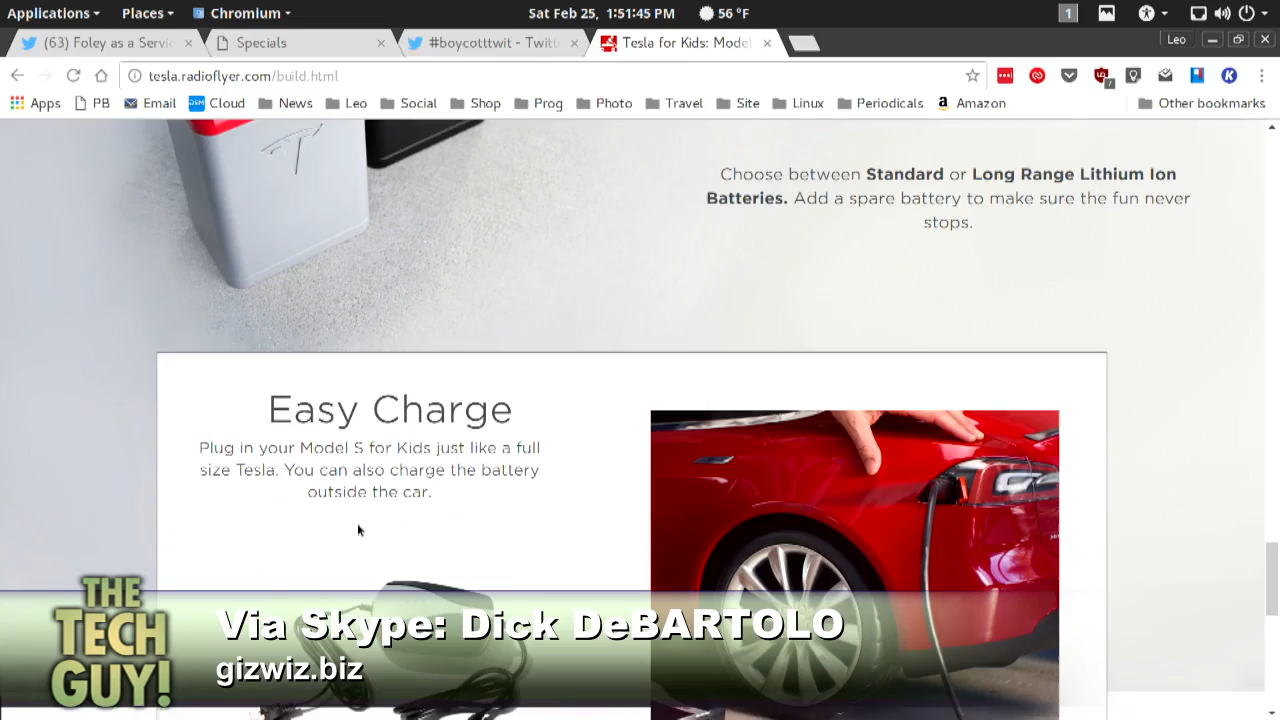 Applications Places Chromium Sat Feb 25, 1:51:45 PM 56 °F 1
(63) Foley as a Servic Specials #boycotttwit - Twitt Tesla for Kids: Model Leo
tesla.radioflyer.com/build.html 7 K
Apps PB Email Cloud News Leo Social Shop Prog Photo Travel Site Linux Periodicals Amazon Other bookmarks
Choose between Standard or Long Range Lithium Ion
Batteries. Add a spare battery to make sure the fun never
stops.
Easy Charge
Plug in your Model S for Kids just like a full
size Tesla. You can also charge the battery
outside the car.
THE
TECH
GUY!
Via Skype: Dick DeBARTOLO
gizwiz.biz